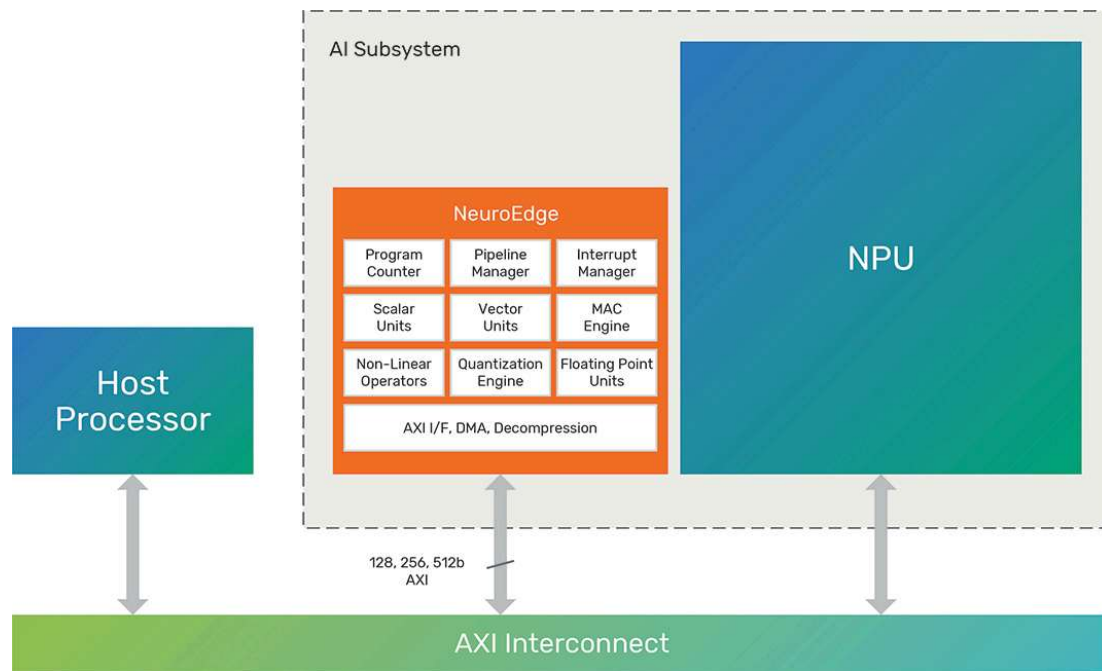 AI Subsystem
NPU
NeuroEdge
Program
Counter
Pipeline
Manager
Interrupt
Manager
Scalar
Units
Vector
Units
MAC
Engine
Non-Linear
Operators
Quantization
Engine
Floating Point
Units
AXI I/F, DMA, Decompression
Host
Processor
128, 256, 512b
AXI
AXI Interconnect